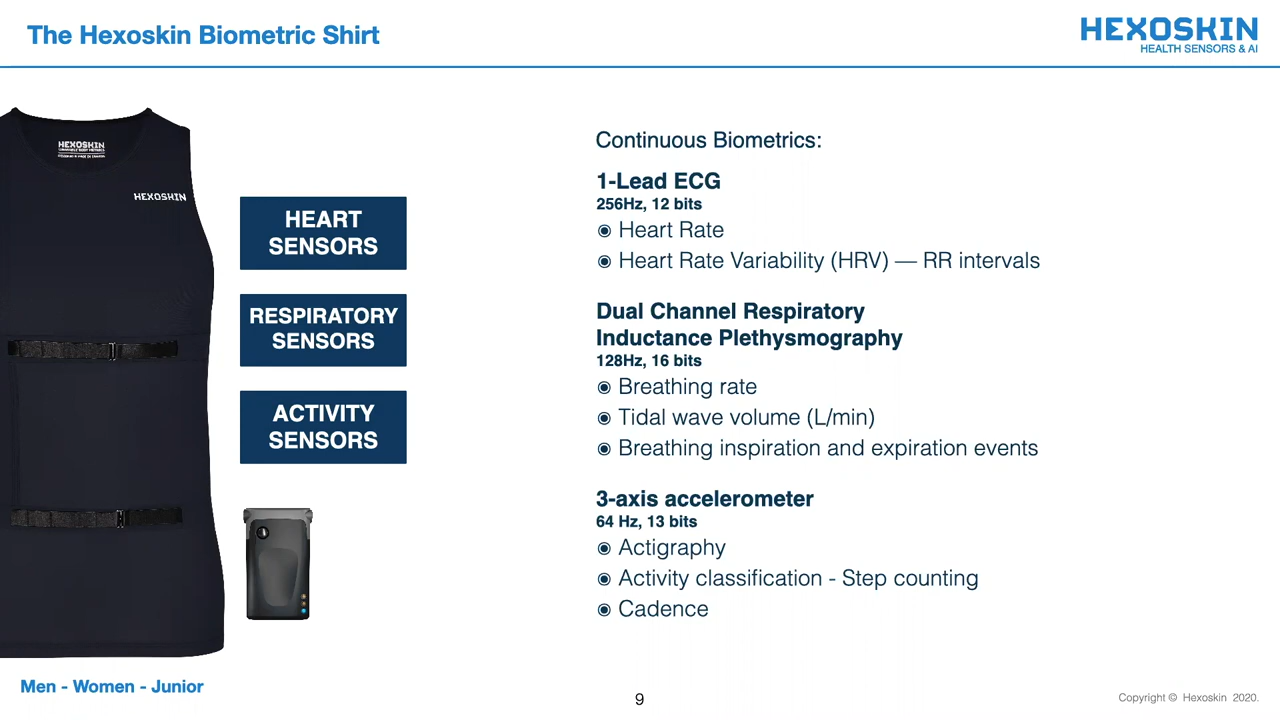 The Hexoskin Biometric Shirt
HEXOSKIN
HEALTH SENSORS & AI
HEXOSKIN
HEXOSKIN
HEART
SENSORS
RESPIRATORY
SENSORS
ACTIVITY
SENSORS
Continuous Biometrics:
1-Lead ECG
256Hz, 12 bits
◉ Heart Rate
◉ Heart Rate Variability (HRV) — RR intervals
Dual Channel Respiratory
Inductance Plethysmography
128Hz, 16 bits
◉ Breathing rate
◉ Tidal wave volume (L/min)
◉ Breathing inspiration and expiration events
3-axis accelerometer
64 Hz, 13 bits
◉ Actigraphy
◉ Activity classification - Step counting
◉ Cadence
Men - Women - Junior
9
Copyright © Hexoskin 2020.